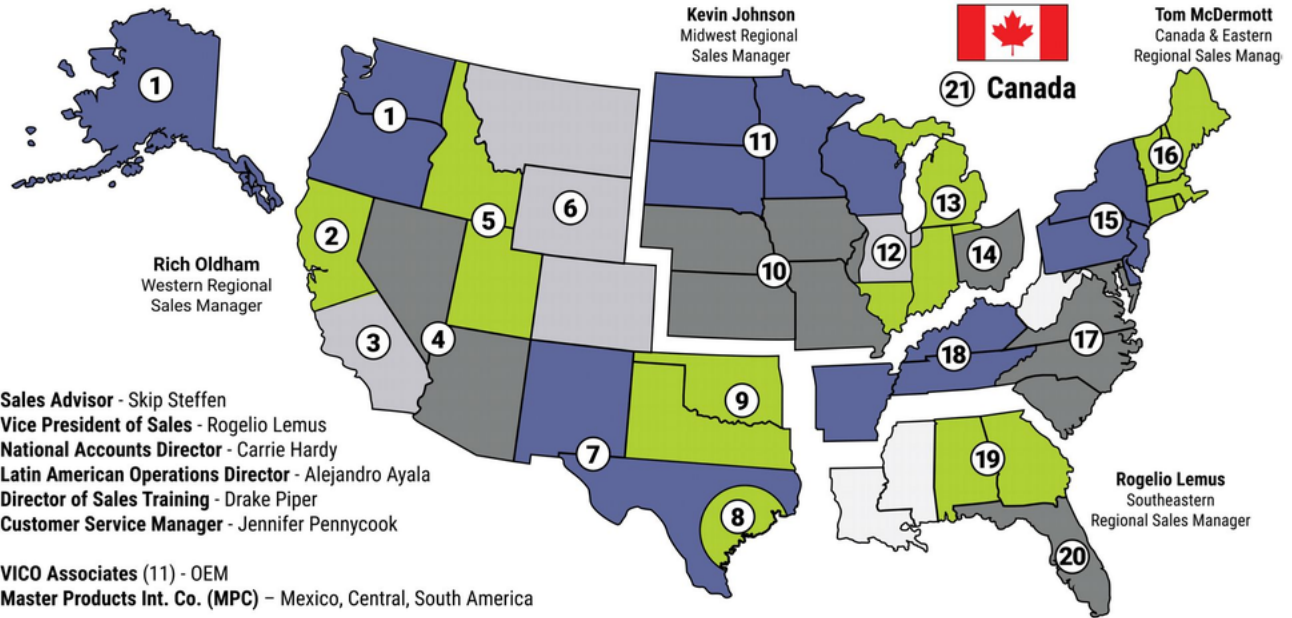 Kevin Johnson
Midwest Regional
Sales Manager
Tom McDermott
Canada & Eastern
Regional Sales Manag
21 Canada
1
1
2
3
4
5
6
7
8
9
10
11
12
13
14
15
16
17
18
19
20
Rich Oldham
Western Regional
Sales Manager
Sales Advisor - Skip Steffen
Vice President of Sales - Rogelio Lemus
National Accounts Director - Carrie Hardy
Latin American Operations Director - Alejandro Ayala
Director of Sales Training - Drake Piper
Customer Service Manager - Jennifer Pennycook
VICO Associates (11) - OEM
Master Products Int. Co. (MPC) – Mexico, Central, South America
Rogelio Lemus
Southeastern
Regional Sales Manager